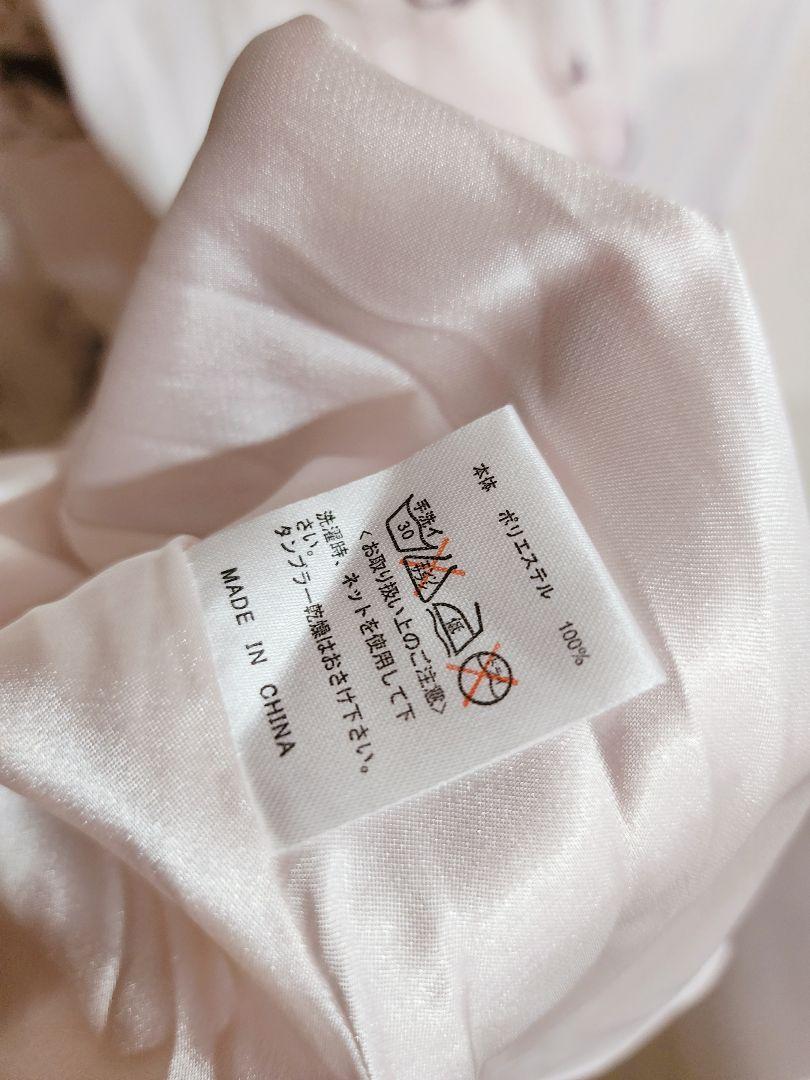 本体 ポリエステル 100%
手洗イ
30
低
<お取り扱い上のご注意>
洗濯時、ネットを使用して下
さい。
タンブラー乾燥はおさけ下さい。
MADE IN CHINA